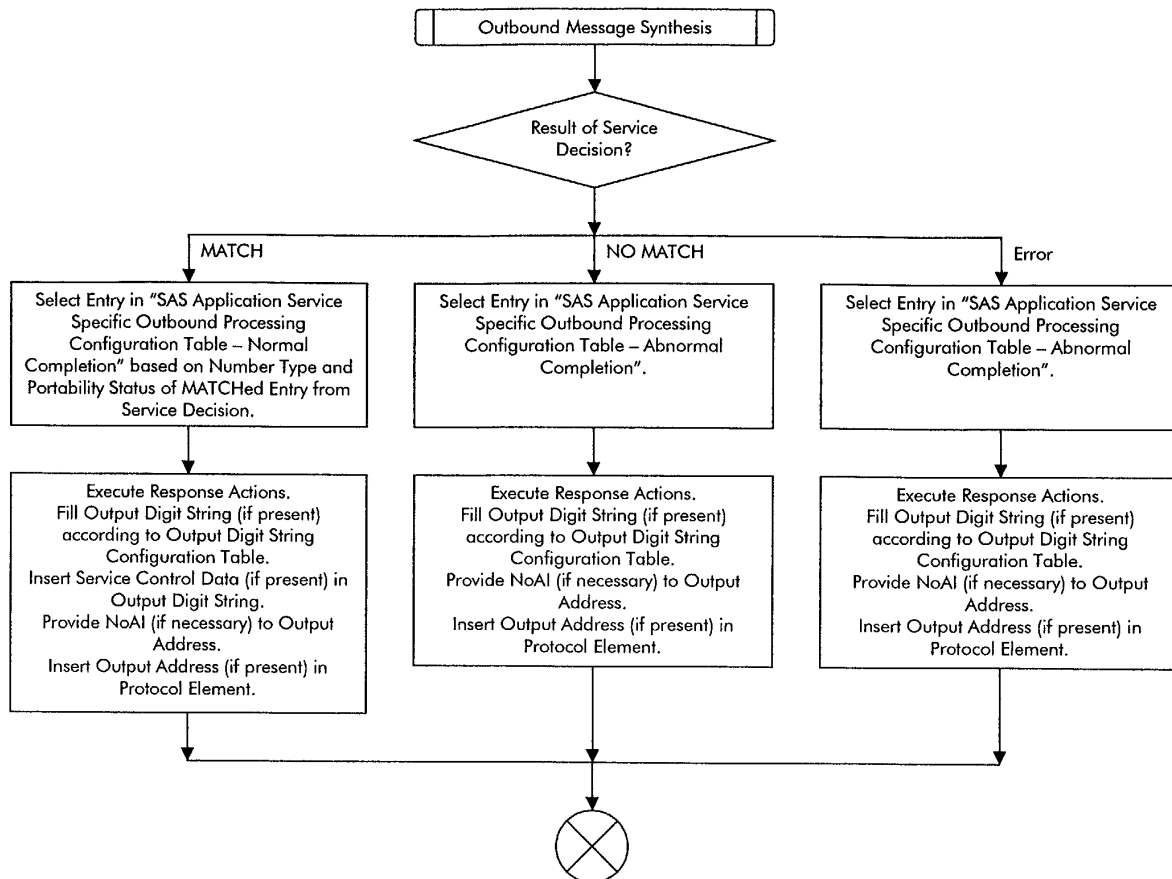 Outbound Message Synthesis
Result of Service
Decision?
MATCH
NO MATCH
Error
Select Entry in “SAS Application Service
Specific Outbound Processing
Configuration Table – Normal
Completion” based on Number Type and
Portability Status of MATCHed Entry from
Service Decision.
Select Entry in “SAS Application Service
Specific Outbound Processing
Configuration Table – Abnormal
Completion”.
Select Entry in “SAS Application Service
Specific Outbound Processing
Configuration Table – Abnormal
Completion”.
Execute Response Actions.
Fill Output Digit String (if present)
according to Output Digit String
Configuration Table.
Insert Service Control Data (if present) in
Output Digit String.
Provide NoAI (if necessary) to Output
Address.
Insert Output Address (if present) in
Protocol Element.
Execute Response Actions.
Fill Output Digit String (if present)
according to Output Digit String
Configuration Table.
Provide NoAI (if necessary) to Output
Address.
Insert Output Address (if present) in
Protocol Element.
Execute Response Actions.
Fill Output Digit String (if present)
according to Output Digit String
Configuration Table.
Provide NoAI (if necessary) to Output
Address.
Insert Output Address (if present) in
Protocol Element.